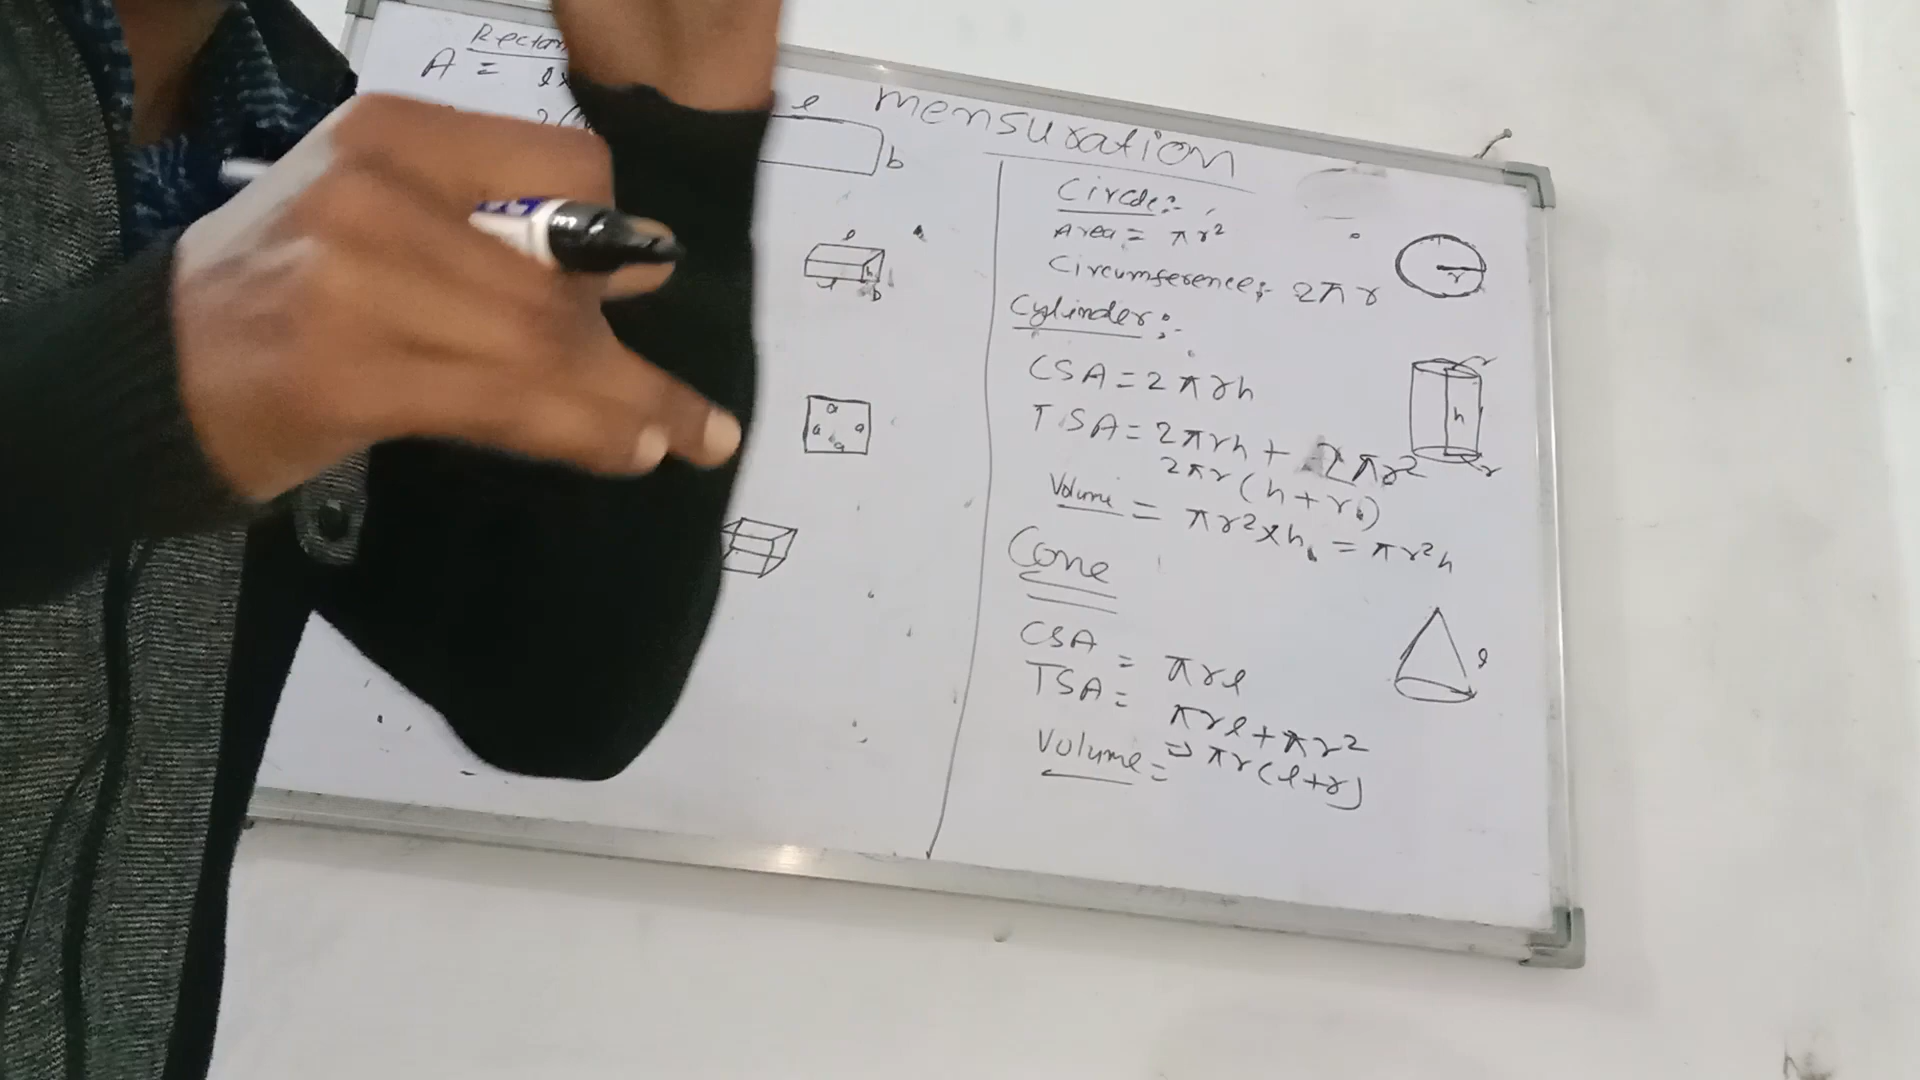 mensuration
A =
e
b
e
h
b
a
a a
a
Circle:-
Area = πr²
Circumference:- 2πr
r
Cylinder:-
CSA = 2πrh
TSA = 2πrh + 2πr²
2πr(h+r)
Volume = πr²xh = πr²h
r
h
r
Cone
CSA = πrl
TSA = πrl+πr²
⇒ πr(l+r)
Volume =
l